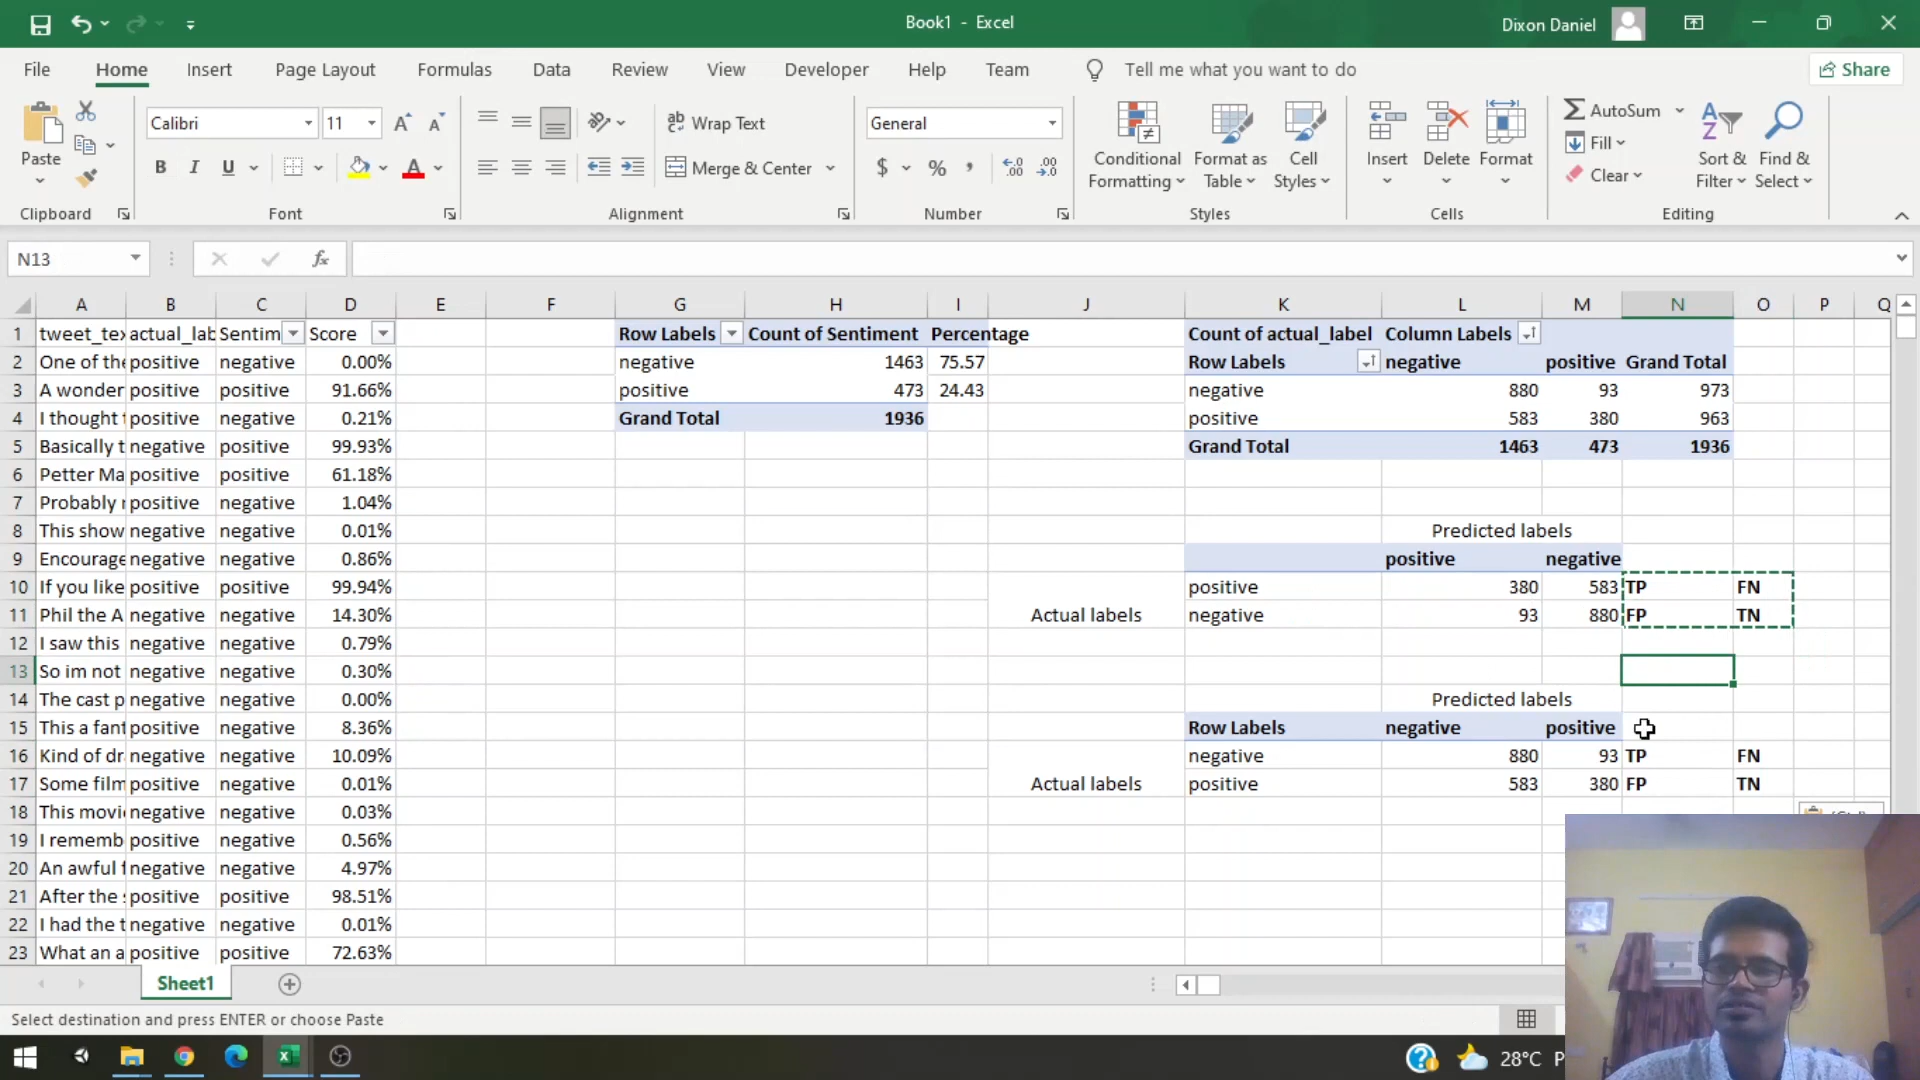 Book1 - Excel
Dixon Daniel
File Home Insert Page Layout Formulas Data Review View Developer Help Team Tell me what you want to do Share
Paste
Calibri 11
B I U
Wrap Text
Merge & Center
General
$ % ,
Conditional Formatting
Format as Table
Cell Styles
Insert Delete Format
AutoSum
Fill
Clear
Sort & Filter
Find & Select
Clipboard Font Alignment Number Styles Cells Editing
N13 fx
A B C D E F G H I J K L M N O P Q
1 tweet_tex actual_lab Sentim Score Row Labels Count of Sentiment Percentage Count of actual_label Column Labels
2 One of the positive negative 0.00% negative 1463 75.57 Row Labels negative positive Grand Total
3 A wonder positive positive 91.66% positive 473 24.43 negative 880 93 973
4 I thought positive negative 0.21% Grand Total 1936 positive 583 380 963
5 Basically t negative positive 99.93% Grand Total 1463 473 1936
6 Petter Ma positive positive 61.18%
7 Probably positive negative 1.04%
8 This show negative negative 0.01% Predicted labels
9 Encourage negative negative 0.86% positive negative
10 If you like positive positive 99.94% positive 380 583 TP FN
11 Phil the A negative negative 14.30% Actual labels negative 93 880 FP TN
12 I saw this negative negative 0.79%
13 So im not negative negative 0.30%
14 The cast p negative negative 0.00% Predicted labels
15 This a fant positive negative 8.36% Row Labels negative positive
16 Kind of dr negative negative 10.09% negative 880 93 TP FN
17 Some film positive negative 0.01% Actual labels positive 583 380 FP TN
18 This movi negative negative 0.03%
19 I rememb positive negative 0.56%
20 An awful f negative negative 4.97%
21 After the positive positive 98.51%
22 I had the t negative negative 0.01%
23 What an a positive positive 72.63%
Sheet1
Select destination and press ENTER or choose Paste
28°C